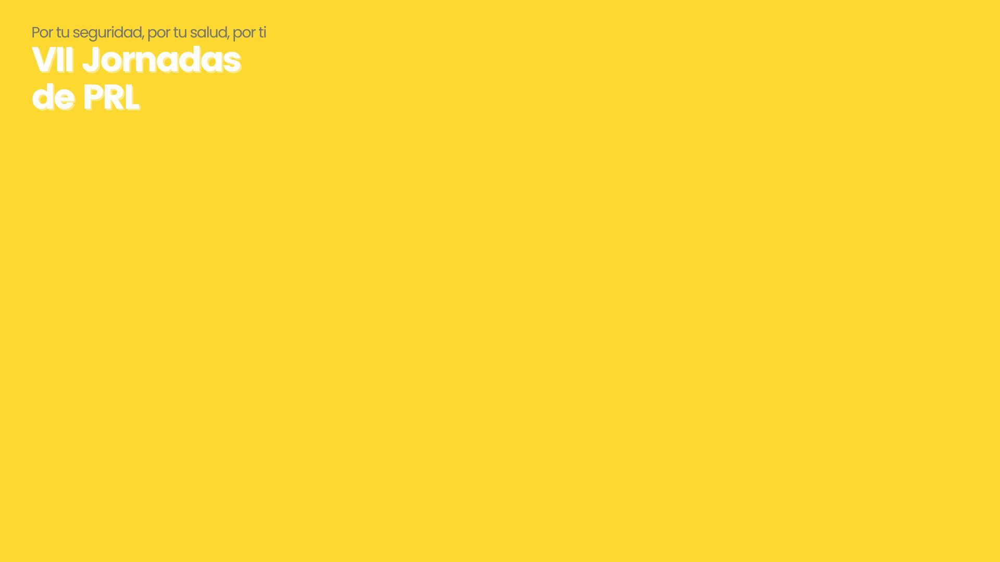 Por tu seguridad, por tu salud, por ti
VII Jornadas
de PRL